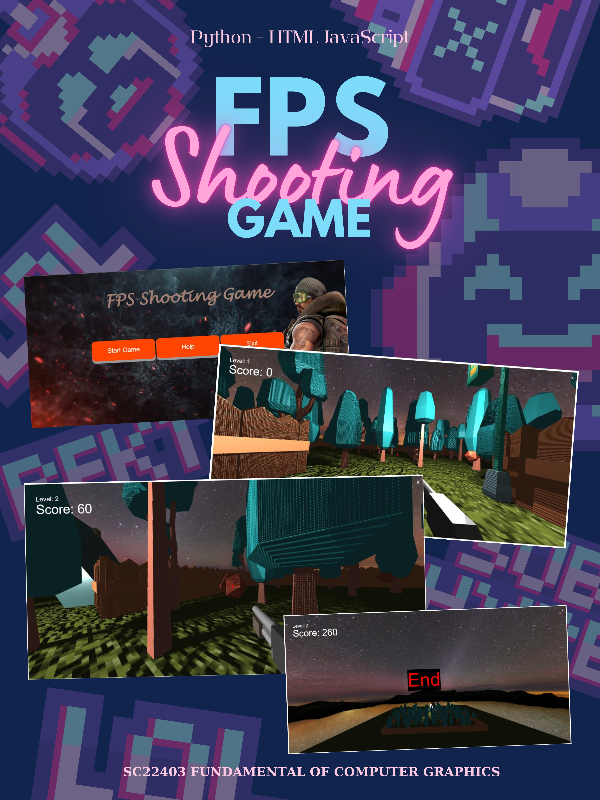 Python - HTML JavaScript
FPS
Shooting
GAME
FPS Shooting Game
Start Game
Help
Exit
Level: 1
Score: 0
Level: 2
Score: 60
Score: 260
End
LOL
SC22403 FUNDAMENTAL OF COMPUTER GRAPHICS